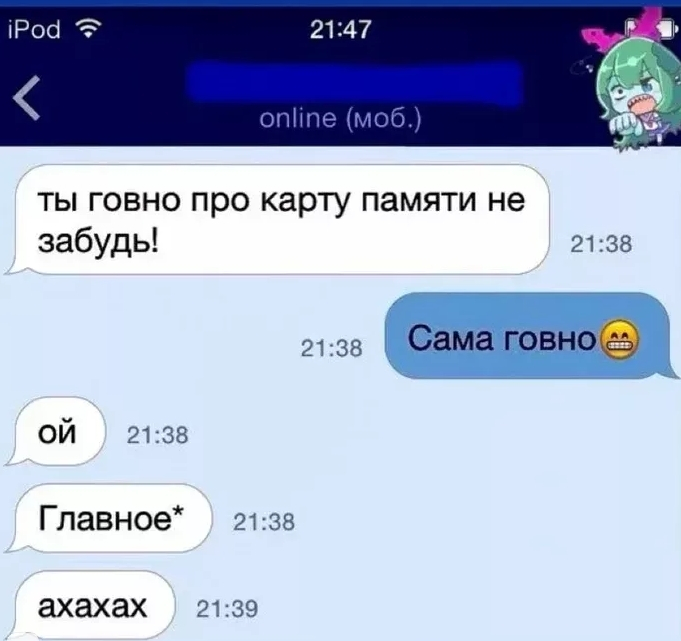 iPod 21:47
online (моб.)
ты говно про карту памяти не
забудь!
21:38
Сама говно😁
21:38
ой
21:38
Главное*
21:38
ахахах
21:39